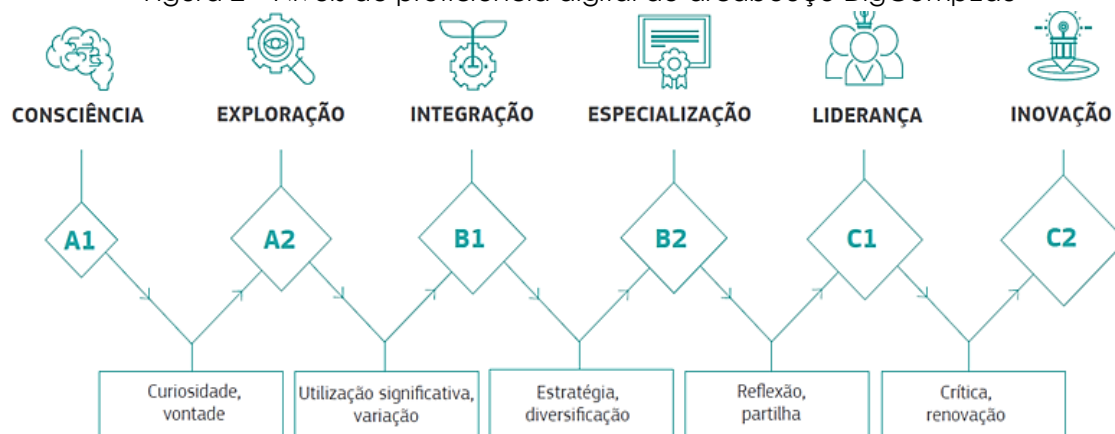 CONSCIÊNCIA EXPLORAÇÃO INTEGRAÇÃO ESPECIALIZAÇÃO LIDERANÇA INOVAÇÃO
A1 A2 B1 B2 C1 C2
Curiosidade,
vontade
Utilização significativa,
variação
Estratégia,
diversificação
Reflexão,
partilha
Crítica,
renovação